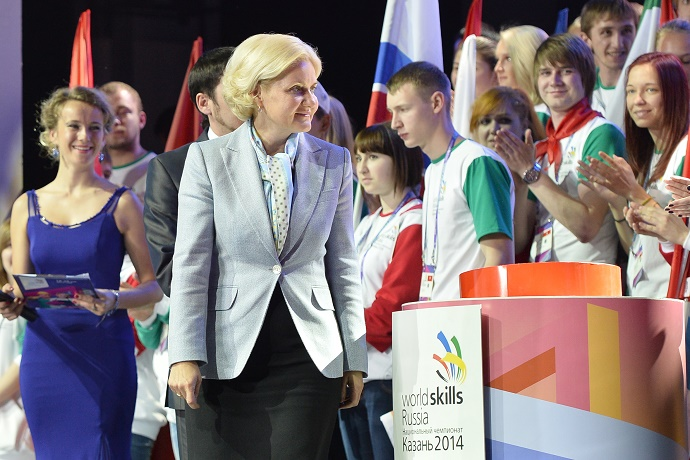 worldskills
Russia
Национальный чемпионат
Казань 2014